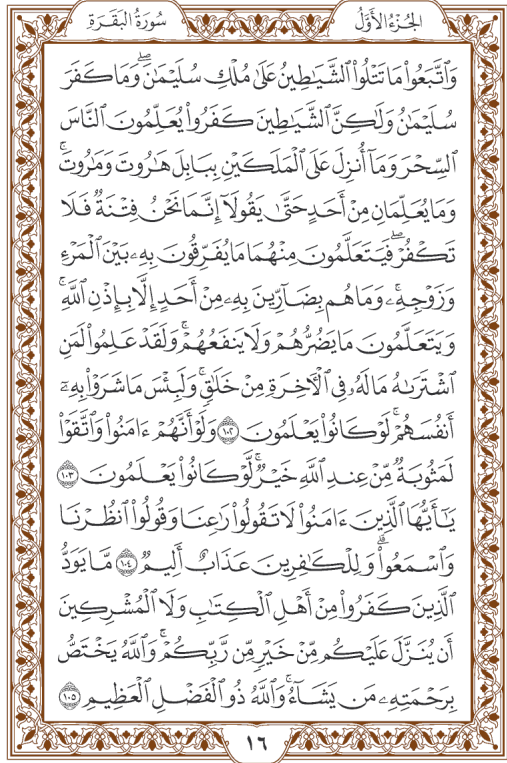 الجُزْءُ الأَوَّلُ سُورَةُ البَقَرَةِ
وَٱتَّبَعُوا۟ مَا تَتْلُوا۟ ٱلشَّيَـٰطِينُ عَلَىٰ مُلْكِ سُلَيْمَـٰنَۖ وَمَا كَفَرَ
سُلَيْمَـٰنُ وَلَـٰكِنَّ ٱلشَّيَـٰطِينَ كَفَرُوا۟ يُعَلِّمُونَ ٱلنَّاسَ
ٱلسِّحْرَ وَمَآ أُنزِلَ عَلَى ٱلْمَلَكَيْنِ بِبَابِلَ هَـٰرُوتَ وَمَـٰرُوتَۚ
وَمَا يُعَلِّمَانِ مِنْ أَحَدٍ حَتَّىٰ يَقُولَآ إِنَّمَا نَحْنُ فِتْنَةٌ فَلَا
تَكْفُرْۖ فَيَتَعَلَّمُونَ مِنْهُمَا مَا يُفَرِّقُونَ بِهِۦ بَيْنَ ٱلْمَرْءِ
وَزَوْجِهِۦۚ وَمَا هُم بِضَآرِّينَ بِهِۦ مِنْ أَحَدٍ إِلَّا بِإِذْنِ ٱللَّهِۚ
وَيَتَعَلَّمُونَ مَا يَضُرُّهُمْ وَلَا يَنفَعُهُمْۚ وَلَقَدْ عَلِمُوا۟ لَمَنِ
ٱشْتَرَىٰهُ مَا لَهُۥ فِى ٱلْـَٔاخِرَةِ مِنْ خَلَـٰقٍۚ وَلَبِئْسَ مَا شَرَوْا۟ بِهِۦٓ
أَنفُسَهُمْۚ لَوْ كَانُوا۟ يَعْلَمُونَ ١٠٢ وَلَوْ أَنَّهُمْ ءَامَنُوا۟ وَٱتَّقَوْا۟
لَمَثُوبَةٌ مِّنْ عِندِ ٱللَّهِ خَيْرٌۚ لَّوْ كَانُوا۟ يَعْلَمُونَ ١٠٣
يَـٰٓأَيُّهَا ٱلَّذِينَ ءَامَنُوا۟ لَا تَقُولُوا۟ رَٰعِنَا وَقُولُوا۟ ٱنظُرْنَا
وَٱسْمَعُوا۟ۗ وَلِلْكَـٰفِرِينَ عَذَابٌ أَلِيمٌ ١٠٤ مَّا يَوَدُّ
ٱلَّذِينَ كَفَرُوا۟ مِنْ أَهْلِ ٱلْكِتَـٰبِ وَلَا ٱلْمُشْرِكِينَ
أَن يُنَزَّلَ عَلَيْكُم مِّنْ خَيْرٍ مِّن رَّبِّكُمْۗ وَٱللَّهُ يَخْتَصُّ
بِرَحْمَتِهِۦ مَن يَشَآءُۚ وَٱللَّهُ ذُو ٱلْفَضْلِ ٱلْعَظِيمِ ١٠٥
١٦